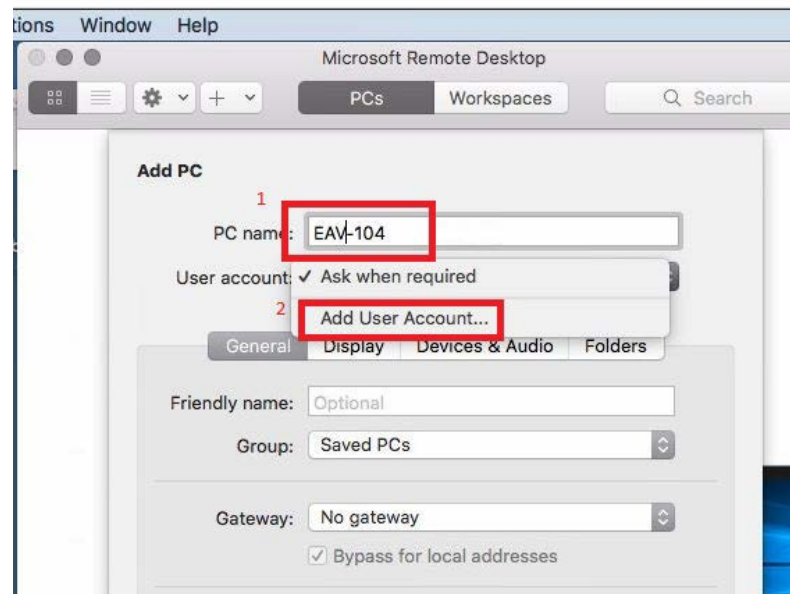 tions Window Help
Microsoft Remote Desktop
PCs Workspaces Search
Add PC
1
PC name: EAV-104
User account: ✓ Ask when required
2
Add User Account...
General Display Devices & Audio Folders
Friendly name: Optional
Group: Saved PCs
Gateway: No gateway
✓ Bypass for local addresses